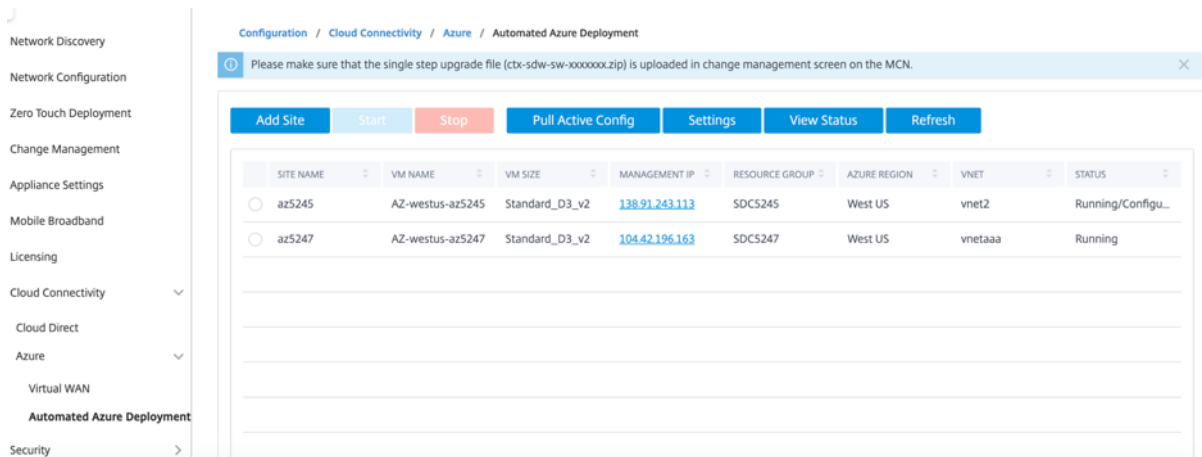 Network Discovery
Network Configuration
Zero Touch Deployment
Change Management
Appliance Settings
Mobile Broadband
Licensing
Cloud Connectivity
Cloud Direct
Azure
Virtual WAN
Automated Azure Deployment
Security
Configuration / Cloud Connectivity / Azure / Automated Azure Deployment
Please make sure that the single step upgrade file (ctx-sdw-sw-xxxxxxx.zip) is uploaded in change management screen on the MCN.
Add Site Start Stop Pull Active Config Settings View Status Refresh
SITE NAME VM NAME VM SIZE MANAGEMENT IP RESOURCE GROUP AZURE REGION VNET STATUS
az5245 AZ-westus-az5245 Standard_D3_v2 138.91.243.113 SDC5245 West US vnet2 Running/Configu...
az5247 AZ-westus-az5247 Standard_D3_v2 104.42.196.163 SDC5247 West US vnetaaa Running